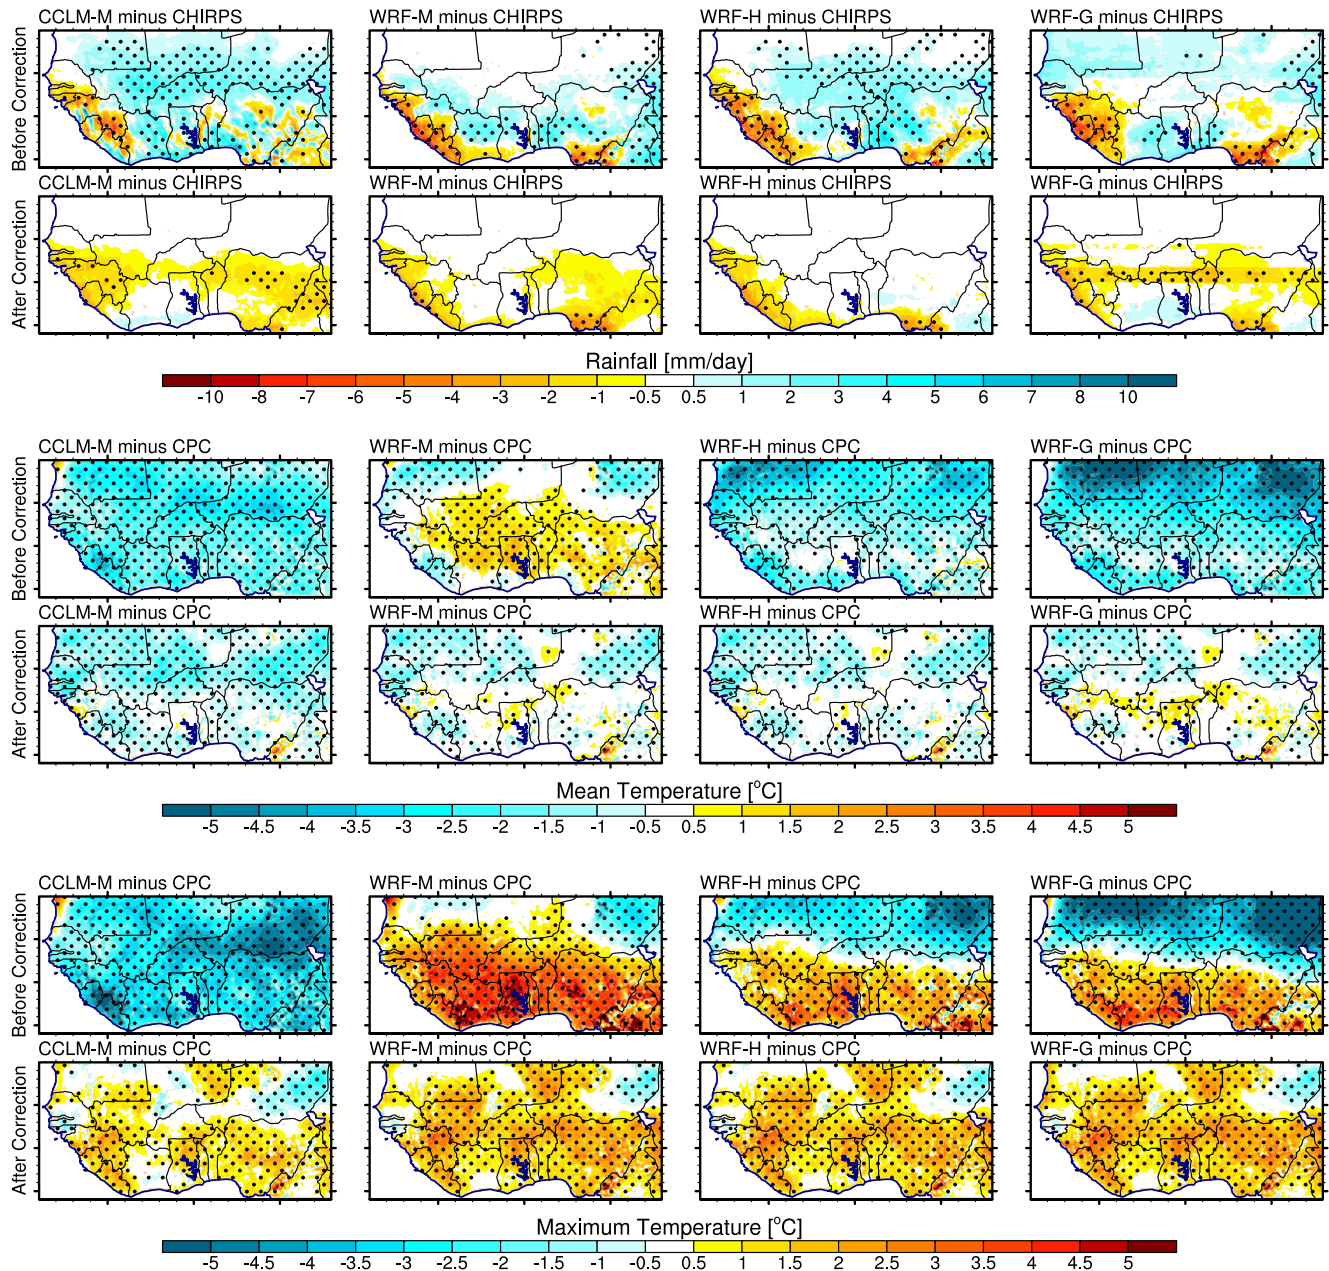 CCLM-M minus CHIRPS WRF-M minus CHIRPS WRF-H minus CHIRPS WRF-G minus CHIRPS
Before Correction
CCLM-M minus CHIRPS WRF-M minus CHIRPS WRF-H minus CHIRPS WRF-G minus CHIRPS
After Correction
Rainfall [mm/day]
-10 -8 -7 -6 -5 -4 -3 -2 -1 -0.5 0.5 1 2 3 4 5 6 7 8 10
CCLM-M minus CPC WRF-M minus CPC WRF-H minus CPC WRF-G minus CPC
Before Correction
CCLM-M minus CPC WRF-M minus CPC WRF-H minus CPC WRF-G minus CPC
After Correction
Mean Temperature [°C]
-5 -4.5 -4 -3.5 -3 -2.5 -2 -1.5 -1 -0.5 0.5 1 1.5 2 2.5 3 3.5 4 4.5 5
CCLM-M minus CPC WRF-M minus CPC WRF-H minus CPC WRF-G minus CPC
Before Correction
CCLM-M minus CPC WRF-M minus CPC WRF-H minus CPC WRF-G minus CPC
After Correction
Maximum Temperature [°C]
-5 -4.5 -4 -3.5 -3 -2.5 -2 -1.5 -1 -0.5 0.5 1 1.5 2 2.5 3 3.5 4 4.5 5